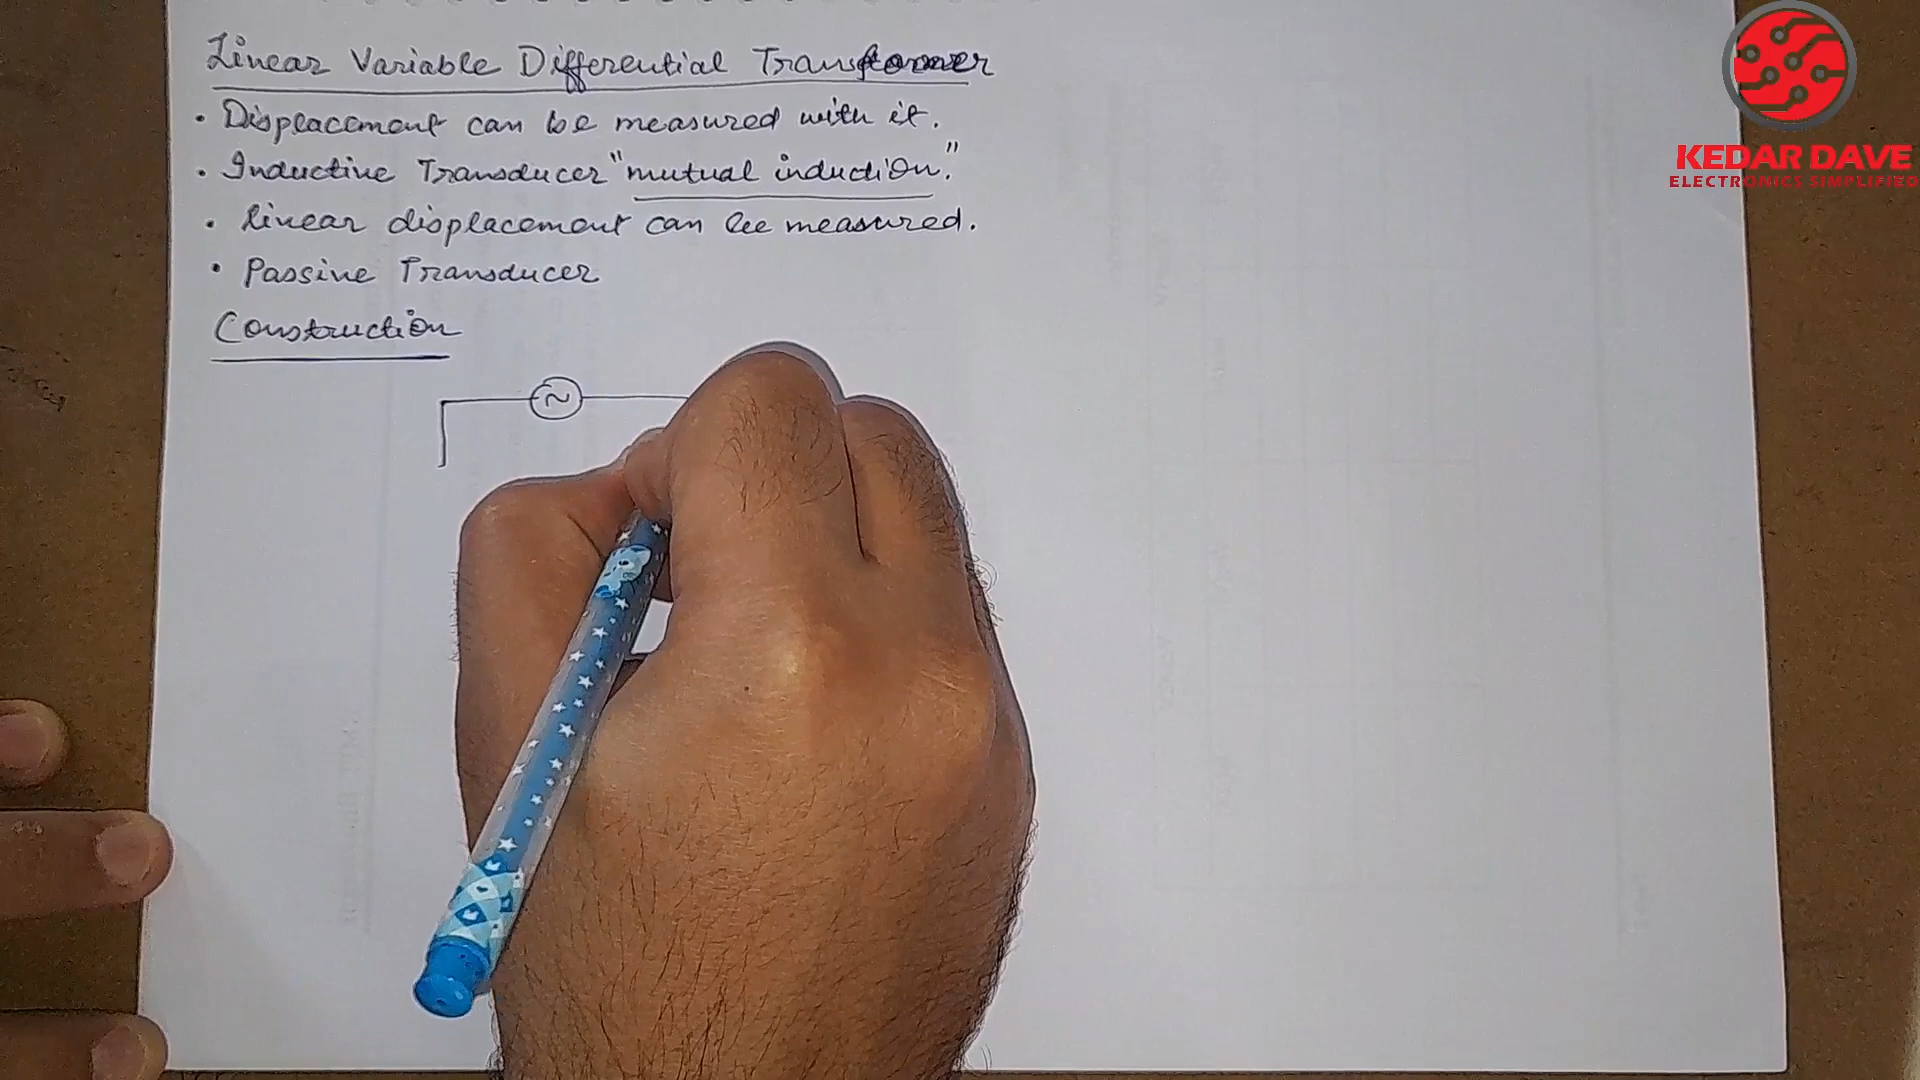 Linear Variable Differential Transformer
• Displacement can be measured with it.
• Inductive Transducer "mutual induction."
• Linear displacement can be measured.
• Passive Transducer
Construction
~
KEDAR DAVE
ELECTRONICS SIMPLIFIED